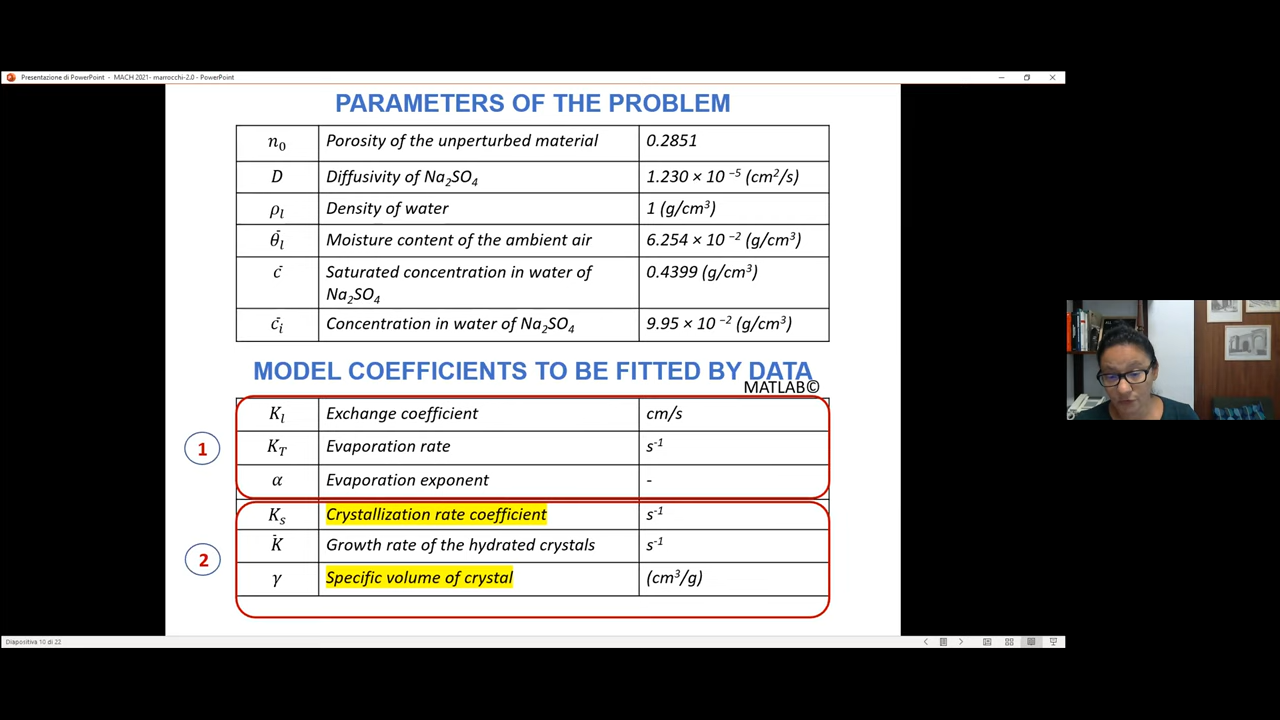 Presentazione di PowerPoint - MACH 2021- marrocchi-2.0 - PowerPoint
PARAMETERS OF THE PROBLEM
n₀ Porosity of the unperturbed material 0.2851
D Diffusivity of Na₂SO₄ 1.230 × 10 ⁻⁵ (cm²/s)
ρₗ Density of water 1 (g/cm³)
θ̄ₗ Moisture content of the ambient air 6.254 × 10 ⁻² (g/cm³)
c̄ Saturated concentration in water of 0.4399 (g/cm³)
Na₂SO₄
c̄ᵢ Concentration in water of Na₂SO₄ 9.95 × 10 ⁻² (g/cm³)
MODEL COEFFICIENTS TO BE FITTED BY DATA
MATLAB©
Kₗ Exchange coefficient cm/s
1 K_T Evaporation rate s⁻¹
α Evaporation exponent -
Kₛ Crystallization rate coefficient s⁻¹
2 K̄ Growth rate of the hydrated crystals s⁻¹
γ Specific volume of crystal (cm³/g)
Diapositiva 10 di 22